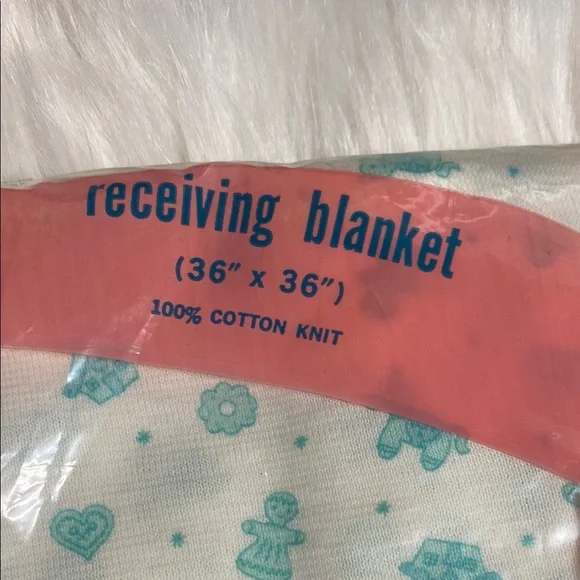 receiving blanket
(36" x 36")
100% COTTON KNIT